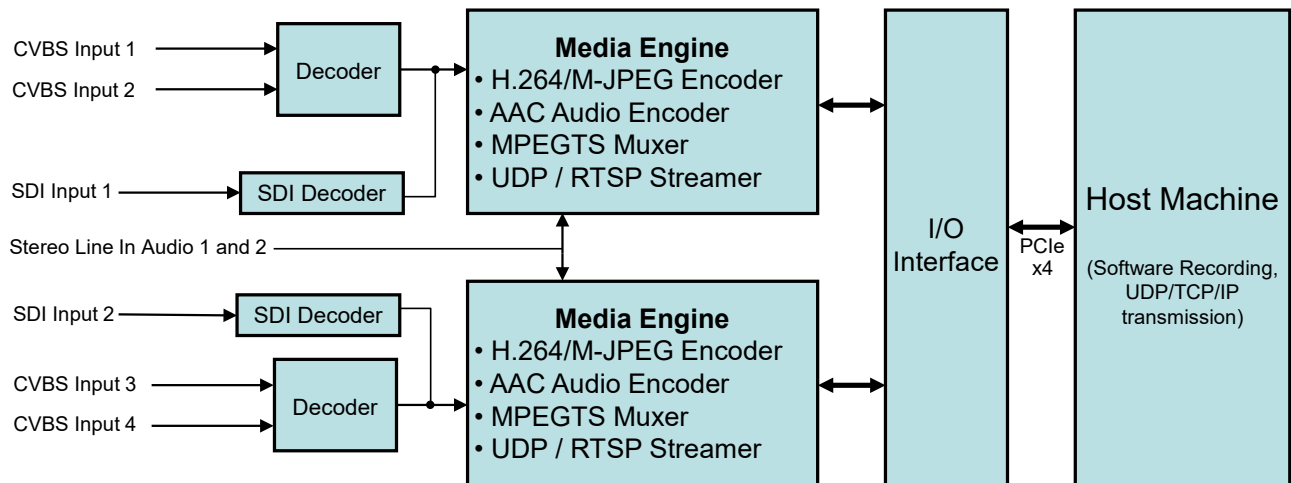 CVBS Input 1
CVBS Input 2
Decoder
SDI Input 1
SDI Decoder
Media Engine
• H.264/M-JPEG Encoder
• AAC Audio Encoder
• MPEGTS Muxer
• UDP / RTSP Streamer
Stereo Line In Audio 1 and 2
SDI Input 2
SDI Decoder
CVBS Input 3
CVBS Input 4
Decoder
Media Engine
• H.264/M-JPEG Encoder
• AAC Audio Encoder
• MPEGTS Muxer
• UDP / RTSP Streamer
I/O
Interface
PCIe
x4
Host Machine
(Software Recording,
UDP/TCP/IP
transmission)